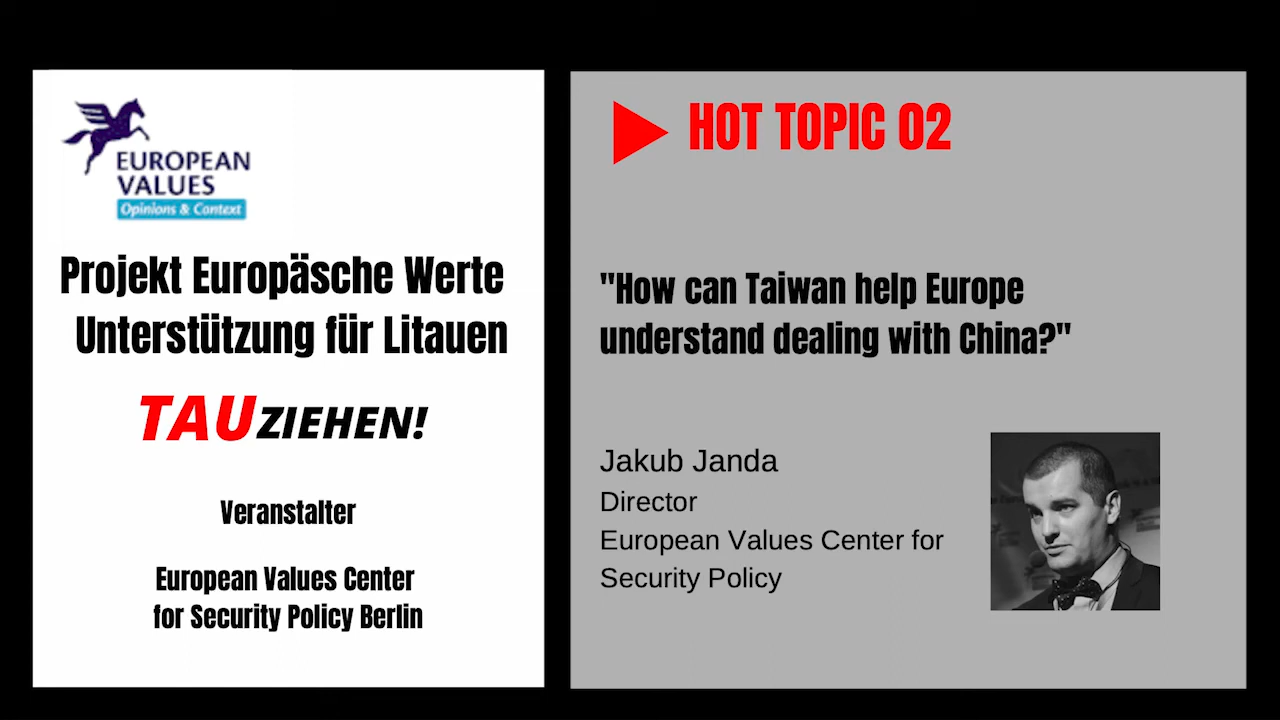 EUROPEAN
VALUES
Opinions & Context
Projekt Europäsche Werte
Unterstützung für Litauen
TAUZIEHEN!
Veranstalter
European Values Center
for Security Policy Berlin
HOT TOPIC 02
"How can Taiwan help Europe
understand dealing with China?"
Jakub Janda
Director
European Values Center for
Security Policy